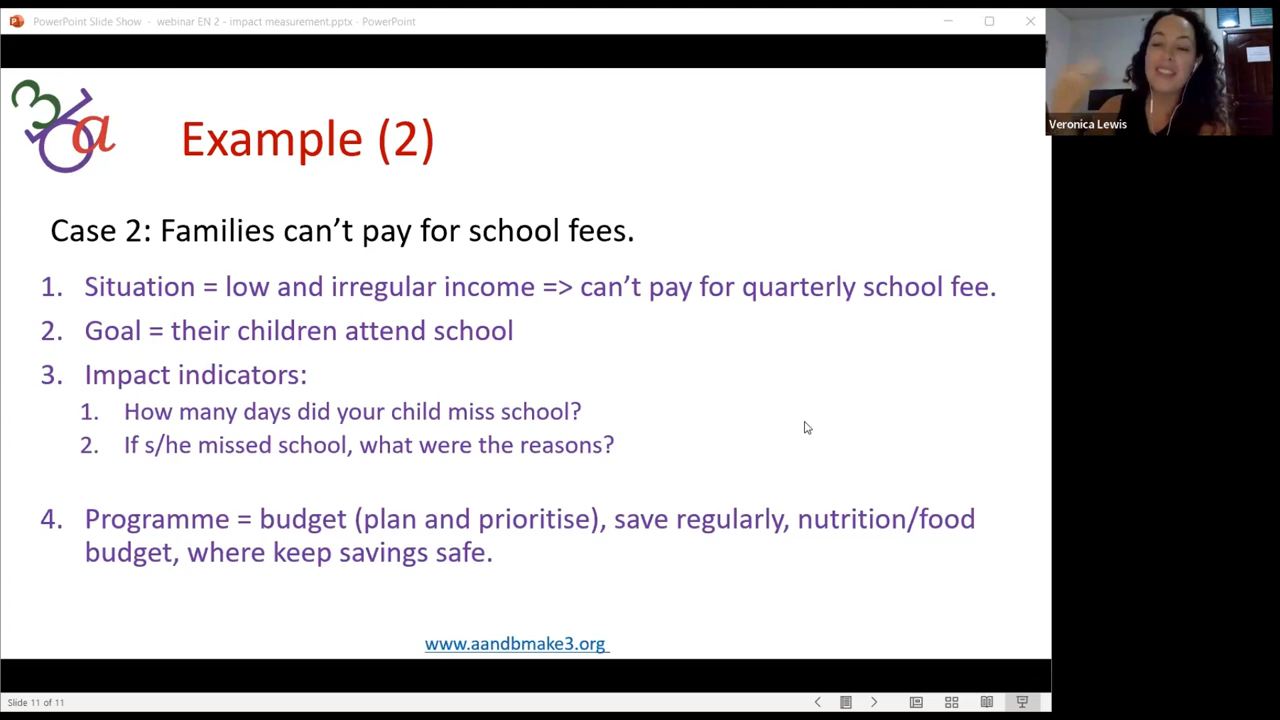 PowerPoint Slide Show - webinar EN 2 - impact measurement.pptx - PowerPoint
Veronica Lewis
3
a
Example (2)
Case 2: Families can’t pay for school fees.
1. Situation = low and irregular income => can’t pay for quarterly school fee.
2. Goal = their children attend school
3. Impact indicators:
1. How many days did your child miss school?
2. If s/he missed school, what were the reasons?
4. Programme = budget (plan and prioritise), save regularly, nutrition/food
budget, where keep savings safe.
www.aandbmake3.org
Slide 11 of 11